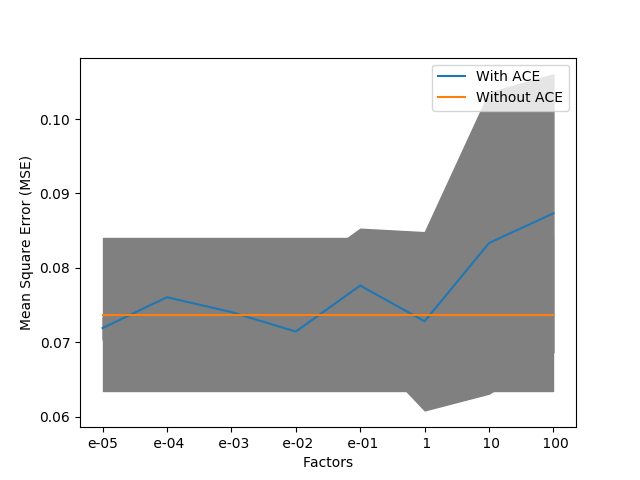 With ACE
Without ACE
0.10
0.09
0.08
0.07
0.06
Mean Square Error (MSE)
e-05 e-04 e-03 e-02 e-01 1 10 100
Factors